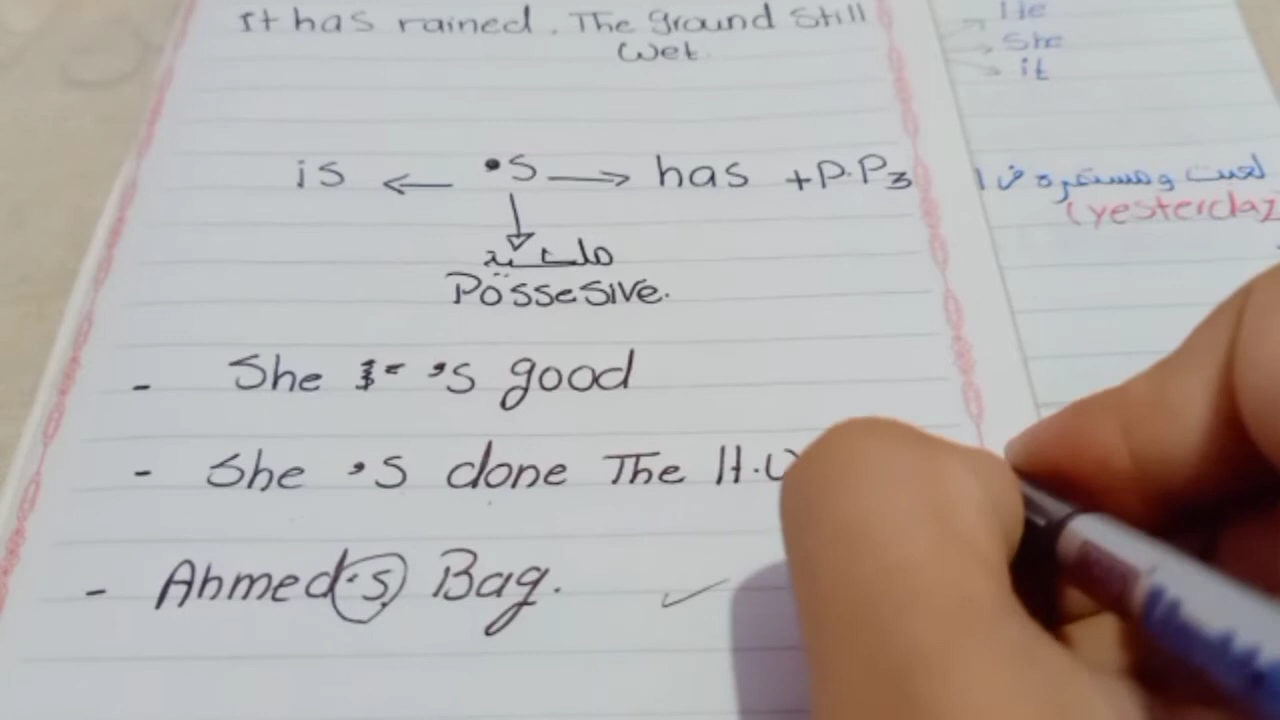 It has rained. The ground Still
Wet.
is ← 's → has + P.P3
ملكية
Possesive.
- She 's good
- She 's done The H.
- Ahmed's Bag.
He
She
it
(yesterday